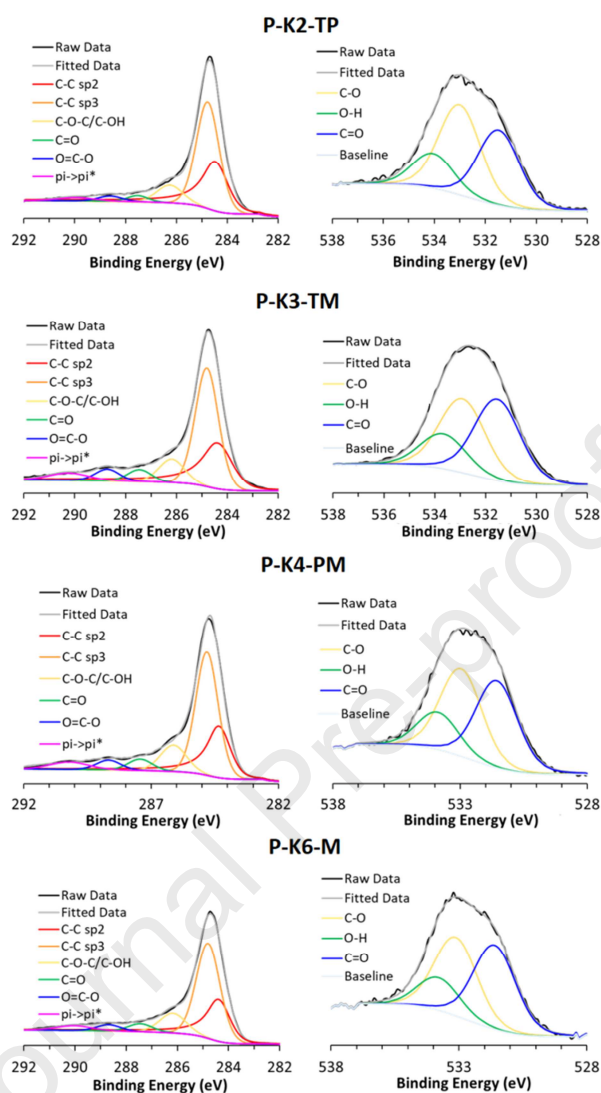 P-K2-TP
Raw Data
Fitted Data
C-C sp2
C-C sp3
C-O-C/C-OH
C=O
O=C-O
pi->pi*
292 290 288 286 284 282
Binding Energy (eV)
Raw Data
Fitted Data
C-O
O-H
C=O
Baseline
538 536 534 532 530 528
Binding Energy (eV)
P-K3-TM
Raw Data
Fitted Data
C-C sp2
C-C sp3
C-O-C/C-OH
C=O
O=C-O
pi->pi*
292 290 288 286 284 282
Binding Energy (eV)
Raw Data
Fitted Data
C-O
O-H
C=O
Baseline
538 536 534 532 530 528
Binding Energy (eV)
P-K4-PM
Raw Data
Fitted Data
C-C sp2
C-C sp3
C-O-C/C-OH
C=O
O=C-O
pi->pi*
292 287 282
Binding Energy (eV)
Raw Data
Fitted Data
C-O
O-H
C=O
Baseline
538 533 528
Binding Energy (eV)
P-K6-M
Raw Data
Fitted Data
C-C sp2
C-C sp3
C-O-C/C-OH
C=O
O=C-O
pi->pi*
292 290 288 286 284 282
Binding Energy (eV)
Raw Data
Fitted Data
C-O
O-H
C=O
Baseline
538 533 528
Binding Energy (eV)
Journal Pre-proof